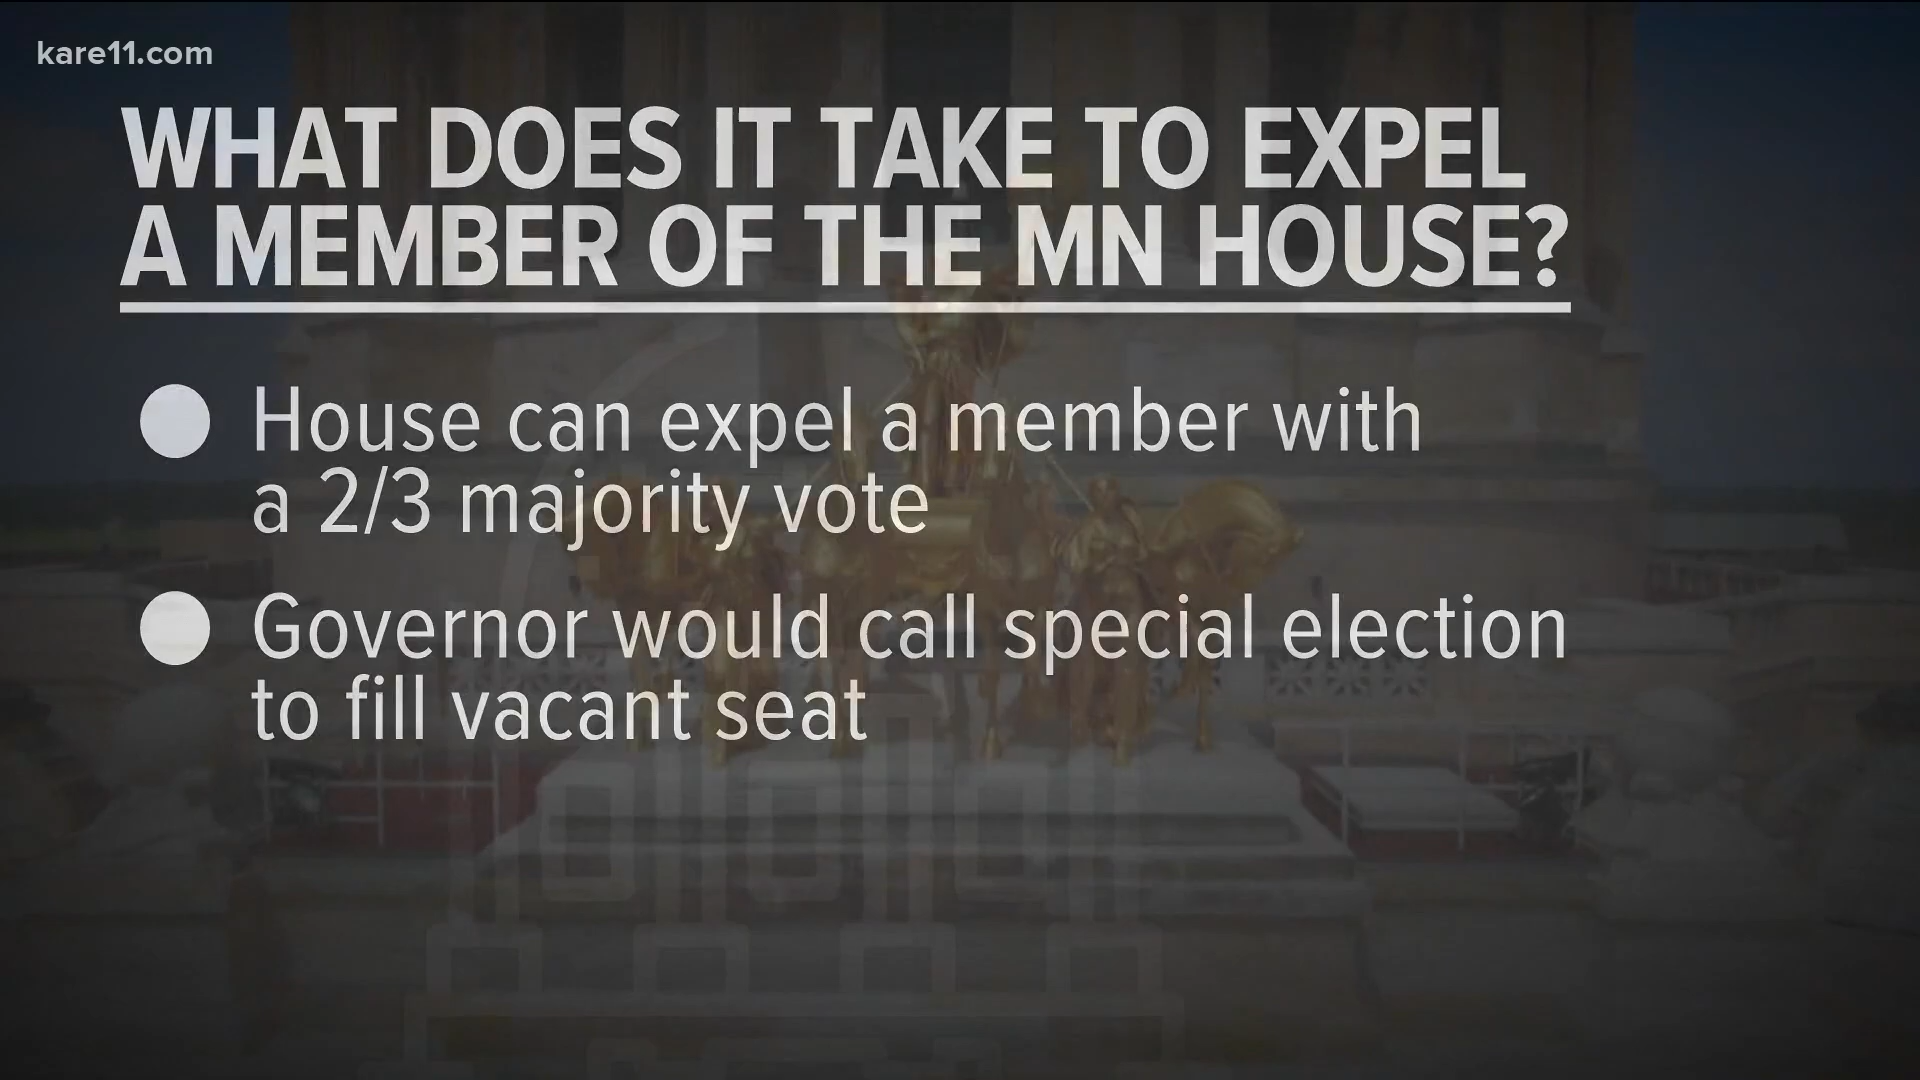 kare11.com
WHAT DOES IT TAKE TO EXPEL
A MEMBER OF THE MN HOUSE?
House can expel a member with
a 2/3 majority vote
Governor would call special election
to fill vacant seat